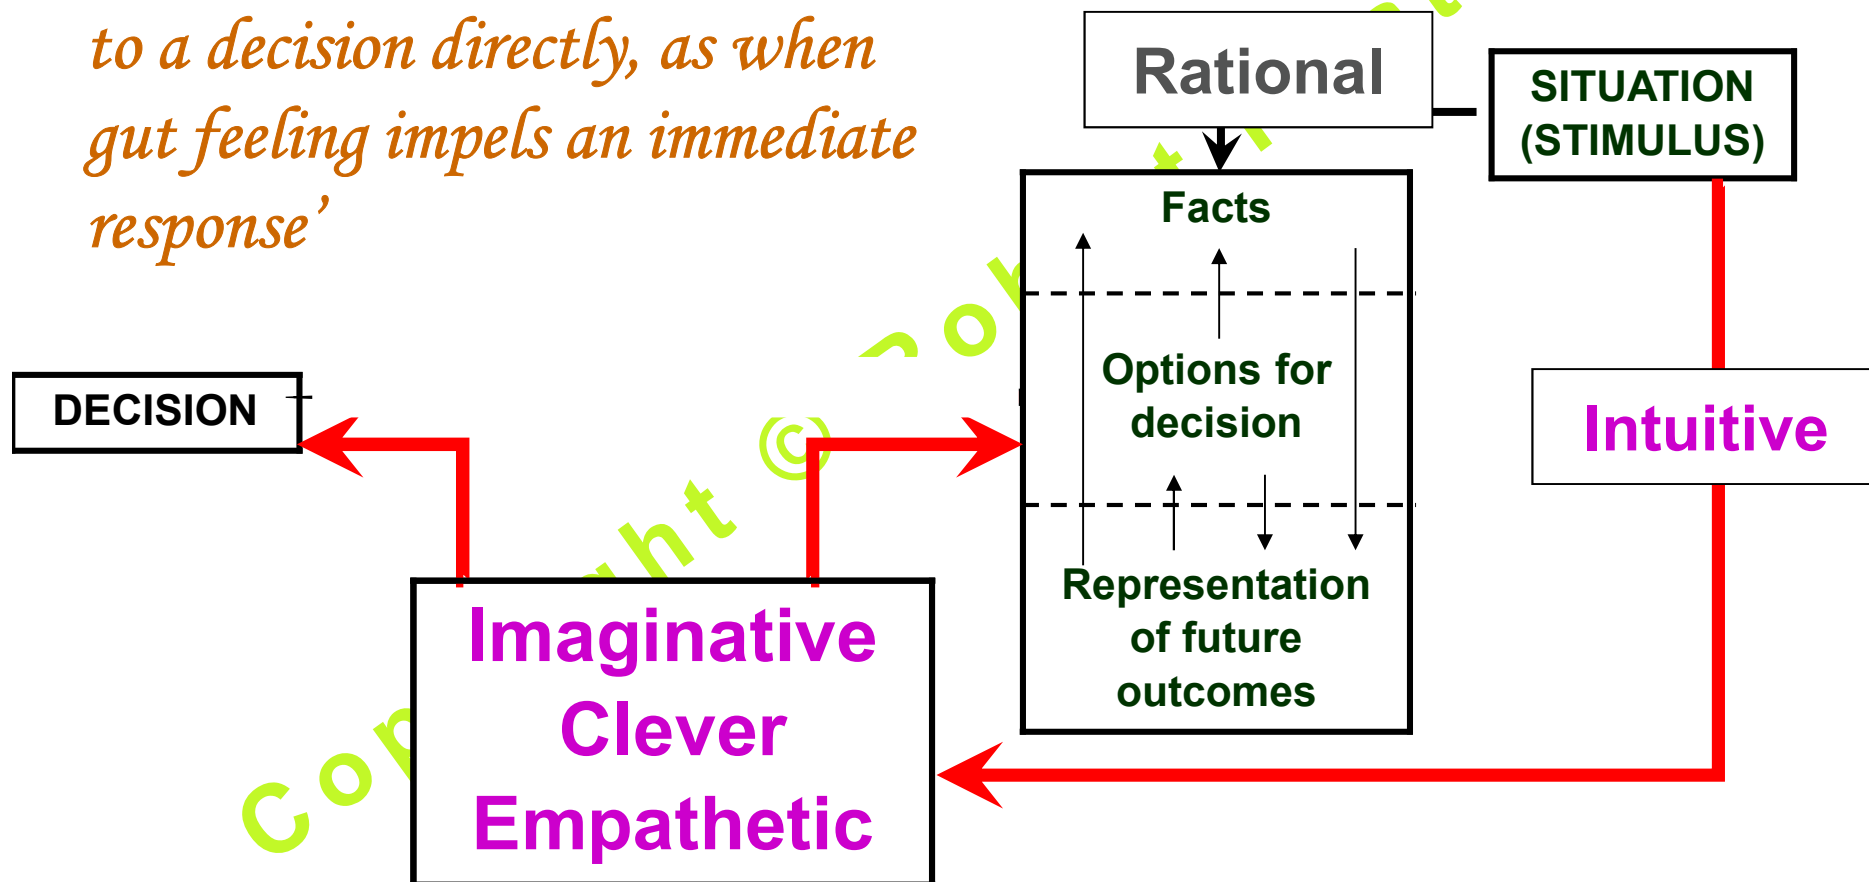 to a decision directly, as when
gut feeling impels an immediate
response’
Rational
SITUATION
(STIMULUS)
Facts
Options for
decision
Representation
of future
outcomes
DECISION
Intuitive
Imaginative
Clever
Empathetic
©